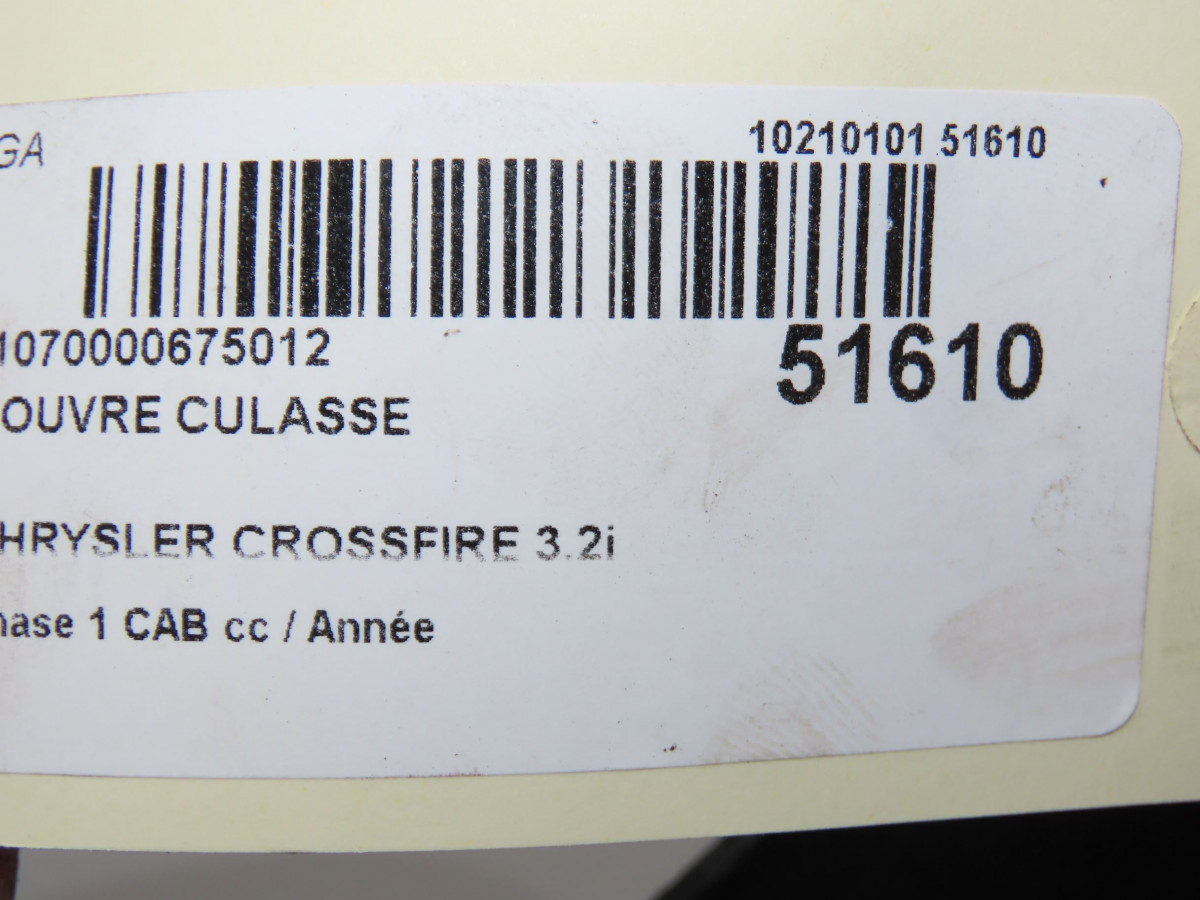 GA
10210101 51610
1070000675012
51610
OUVRE CULASSE
HRYSLER CROSSFIRE 3.2i
hase 1 CAB cc / Année